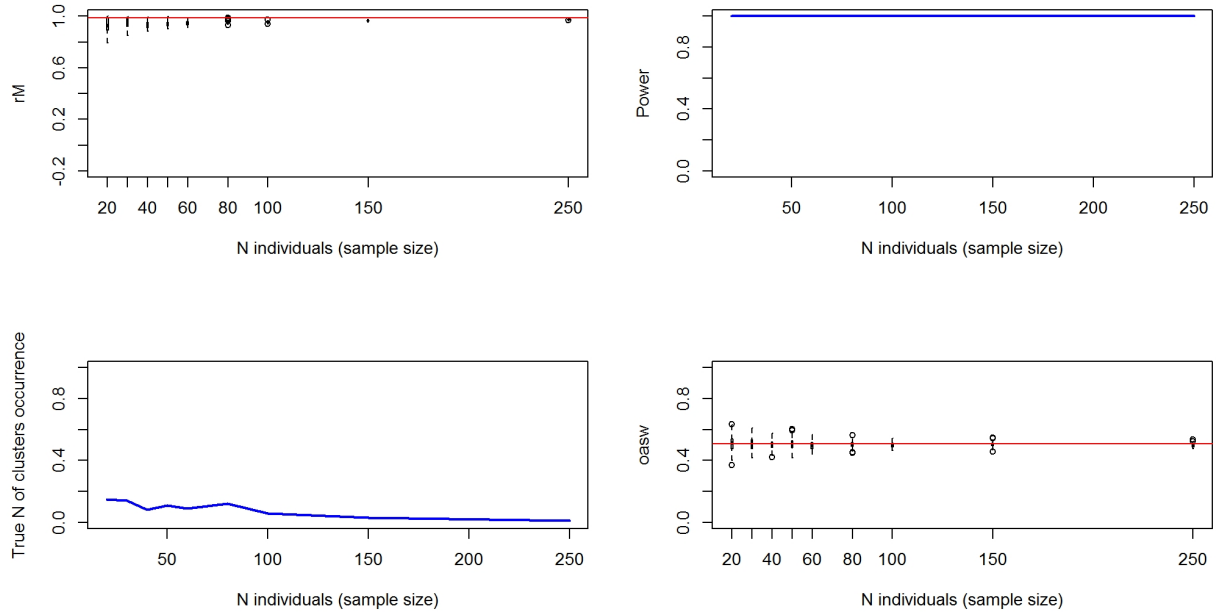 rM
-0.2 0.2 0.6 1.0
20 40 60 80 100 150 250
N individuals (sample size)
Power
0.0 0.4 0.8
50 100 150 200 250
N individuals (sample size)
True N of clusters occurrence
0.0 0.4 0.8
50 100 150 200 250
N individuals (sample size)
oasw
0.0 0.4 0.8
20 40 60 80 100 150 250
N individuals (sample size)